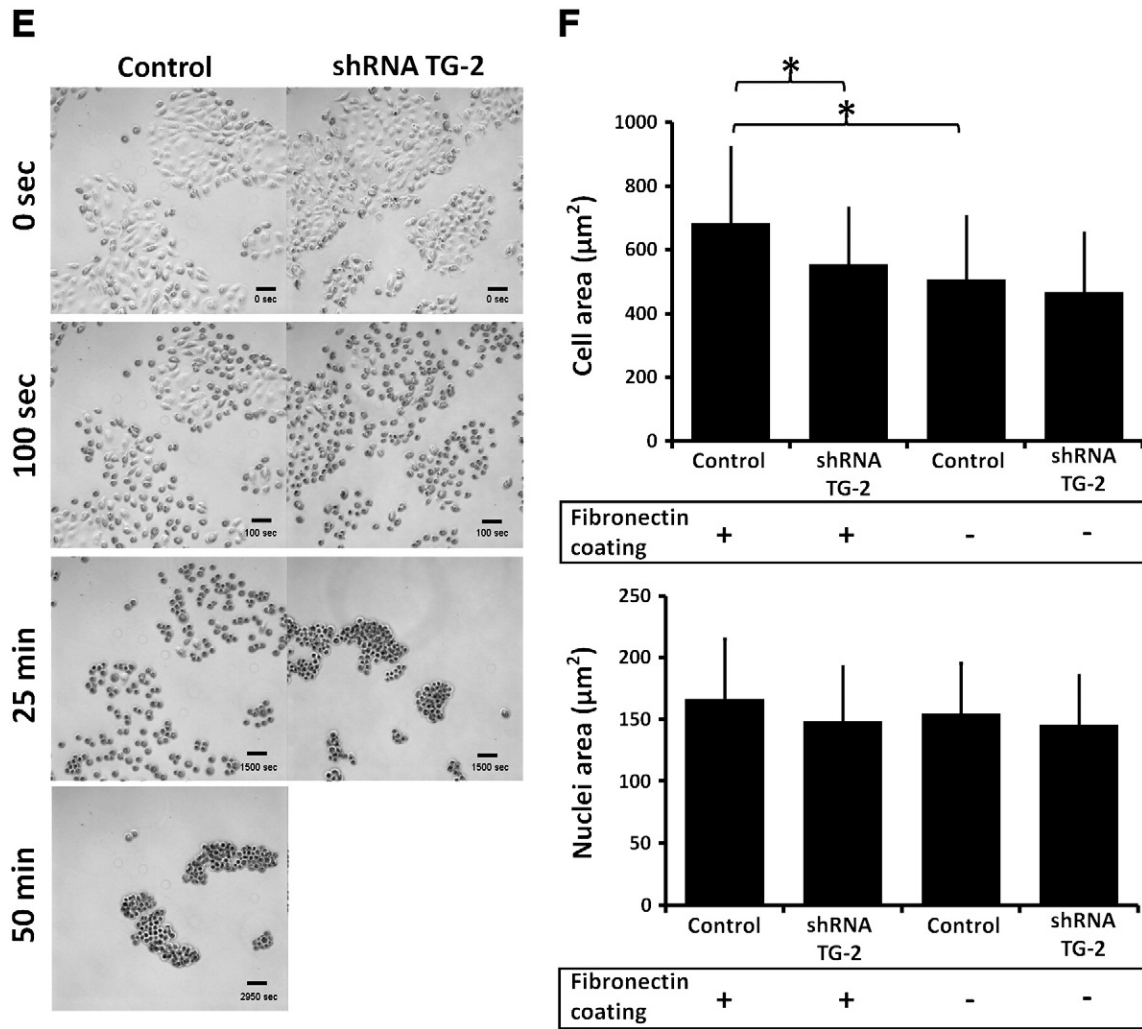 E
Control shRNA TG-2
0 sec
0 sec
0 sec
100 sec
100 sec
100 sec
25 min
1500 sec
1500 sec
50 min
2950 sec
F
*
*
Cell area (µm²)
1000
800
600
400
200
0
Control shRNA TG-2 Control shRNA TG-2
Fibronectin coating + + - -
Nuclei area (µm²)
250
200
150
100
50
0
Control shRNA TG-2 Control shRNA TG-2
Fibronectin coating + + - -